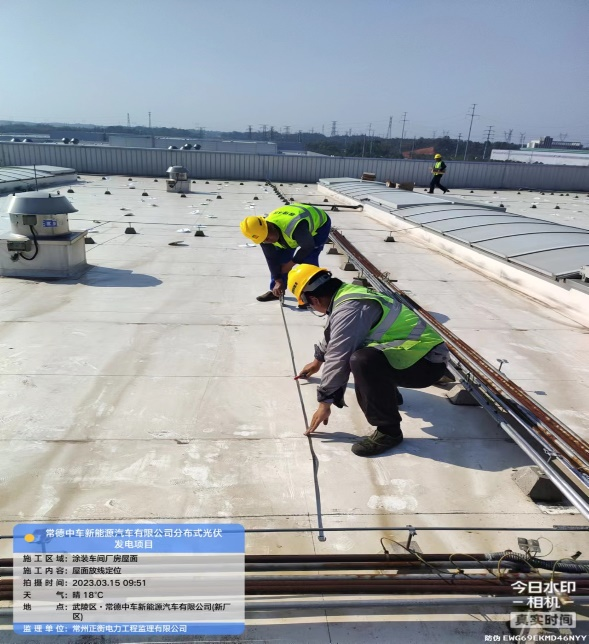 常德中车新能源汽车有限公司分布式光伏
发电项目
施工区域：涂装车间厂房屋面
施工内容：屋面放线定位
拍摄时间：2023.03.15 09:51
天气：晴 18℃
地点：武陵区·常德中车新能源汽车有限公司(新厂
区)
监理单位：常州正衡电力工程监理有限公司
今日水印
相机
真实时间
防伪 EWG69EKMD46NYY